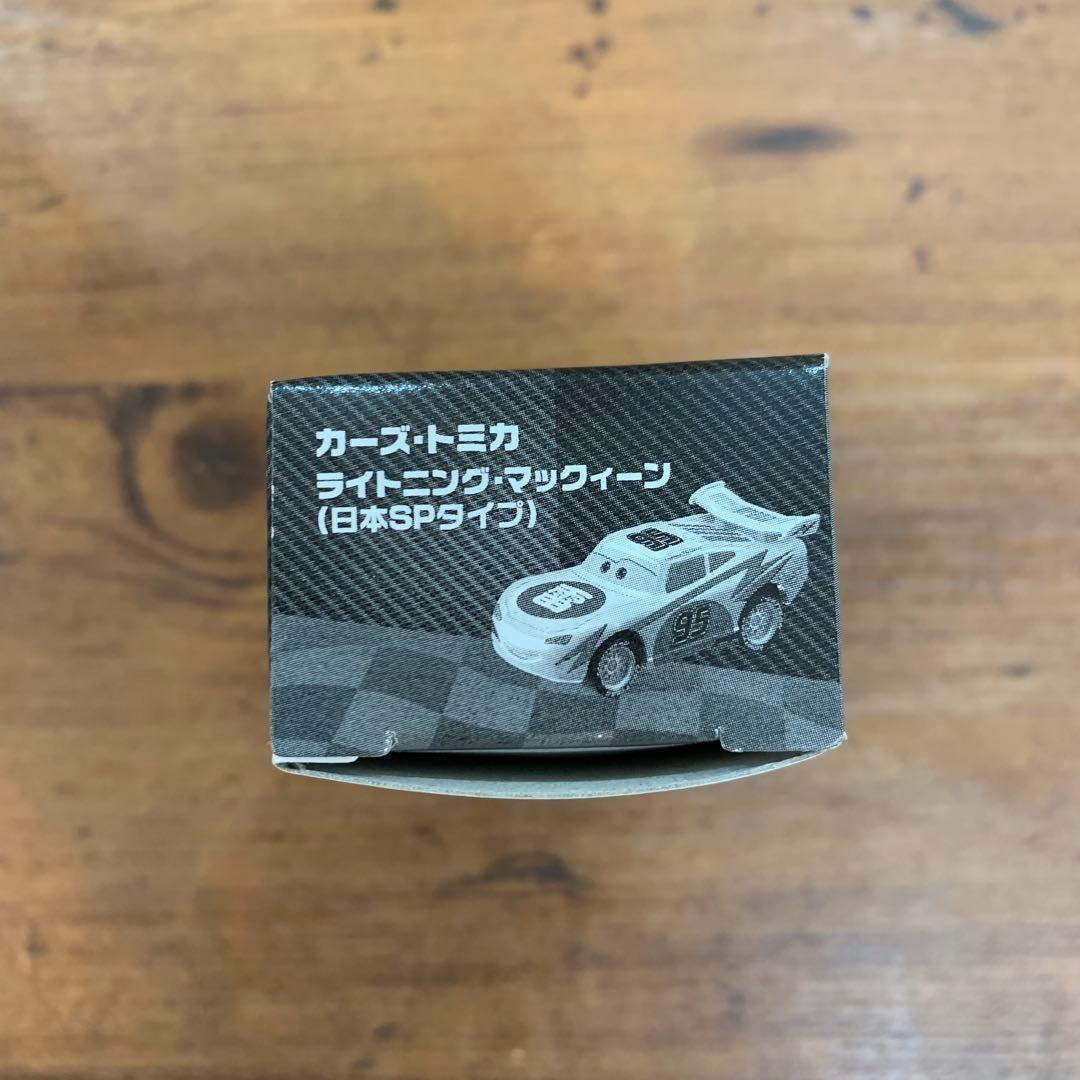 カーズ・トミカ
ライトニング・マックィーン
(日本SPタイプ)
95